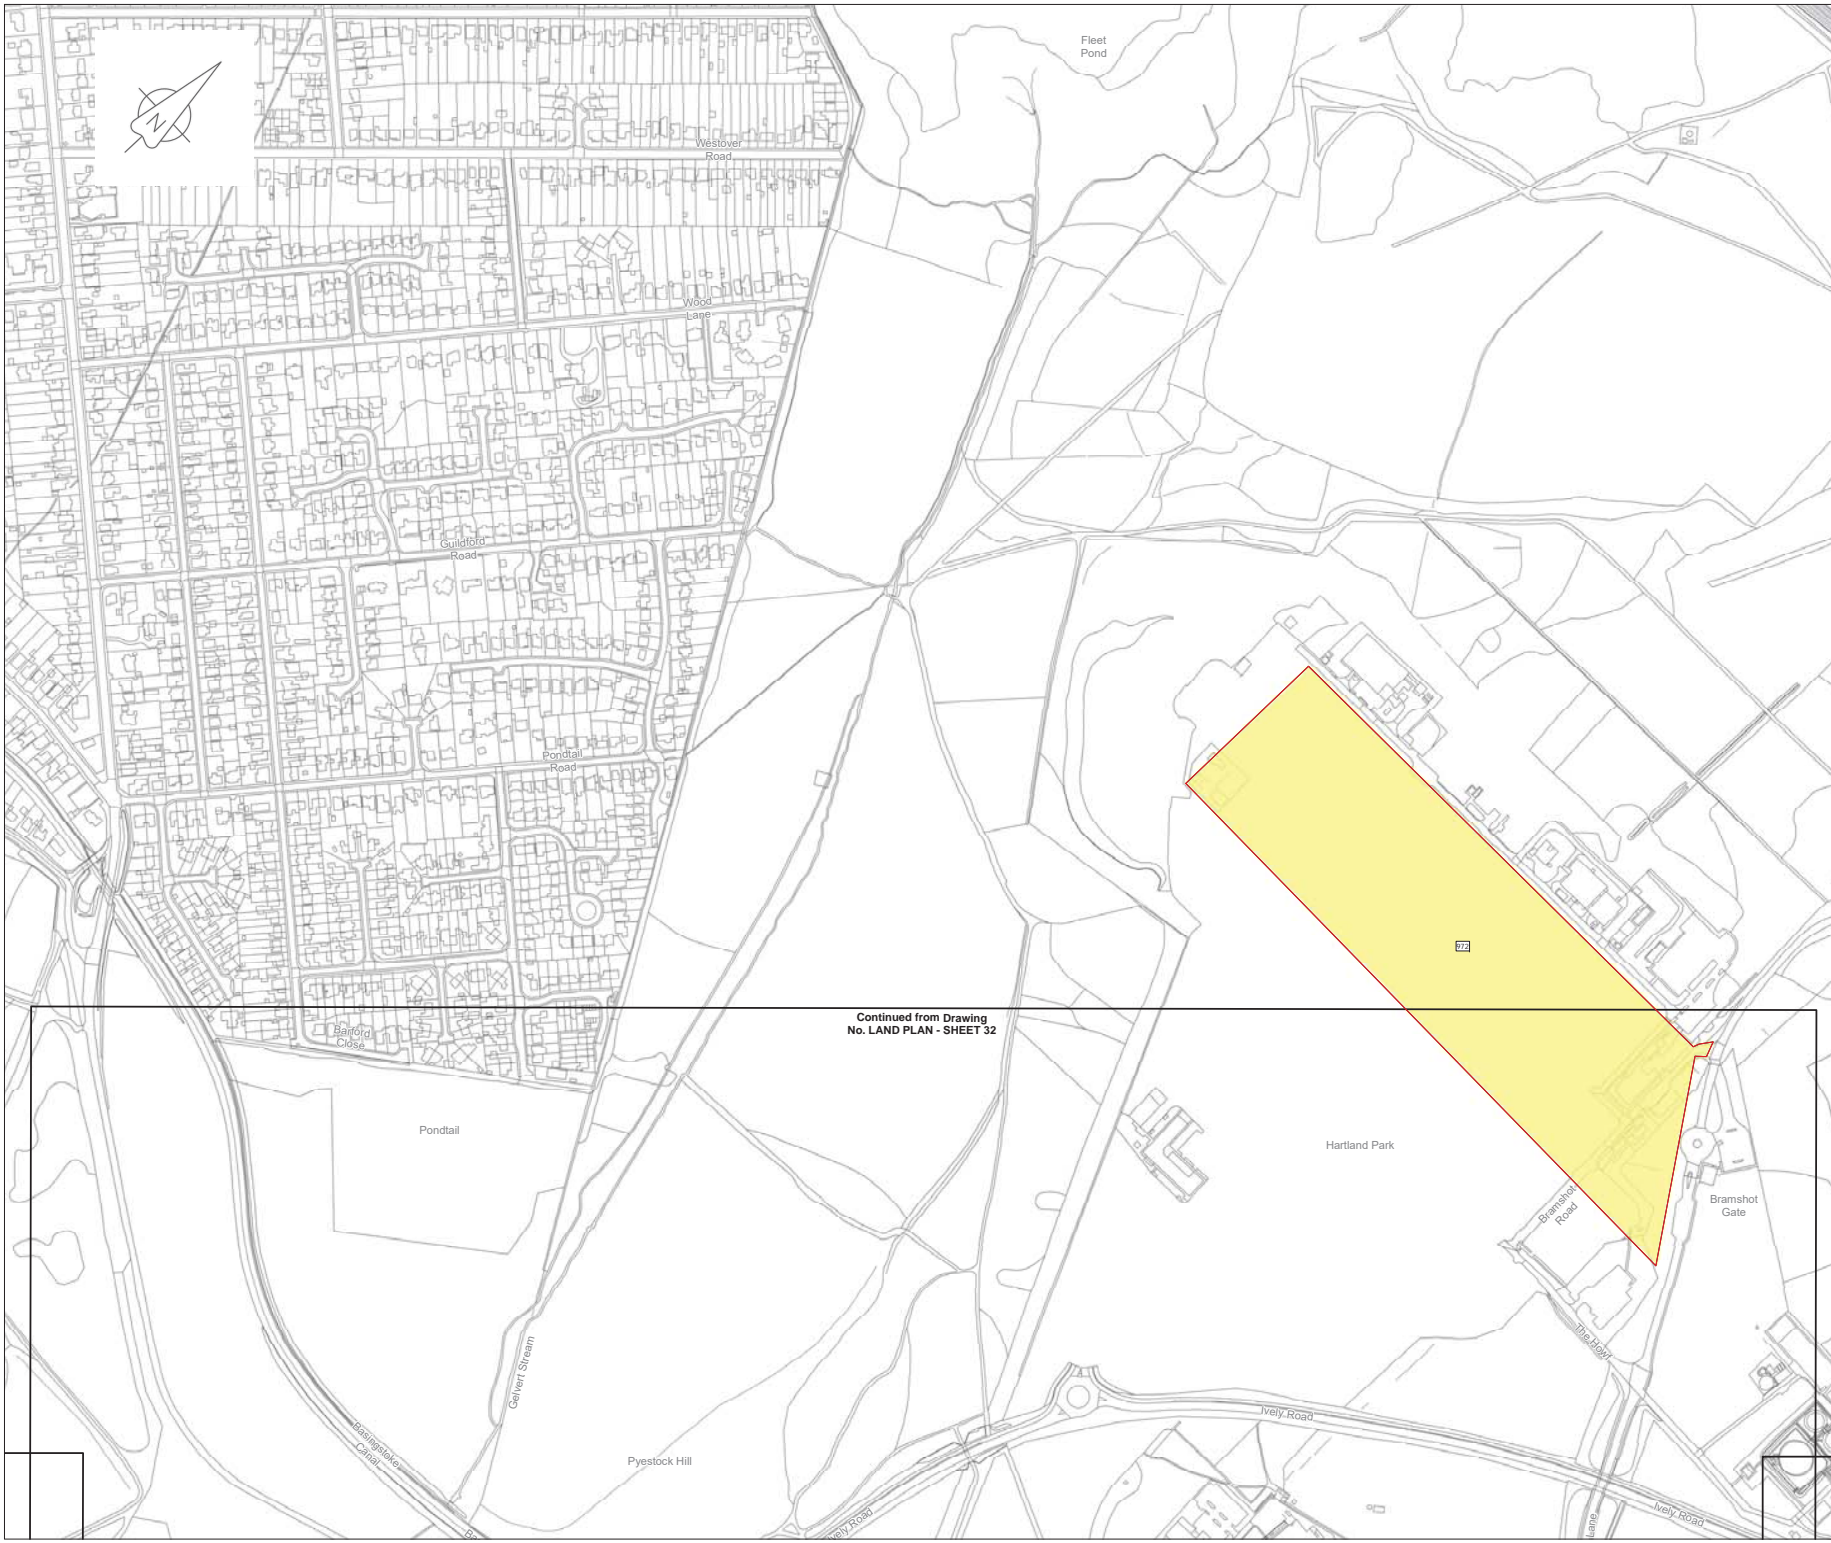 Fleet
Pond
N
Westover
Road
Wood
Lane
Guildford
Road
Pondtail
Road
972
Continued from Drawing
No. LAND PLAN - SHEET 32
Barford
Close
Pondtail
Hartland Park
Bramshot
Road
Bramshot
Gate
The Howf
Gelvert Stream
Ively Road
Basingstoke
Canal
Pyestock Hill
Ively Road
Ively Road
Lane
Ba